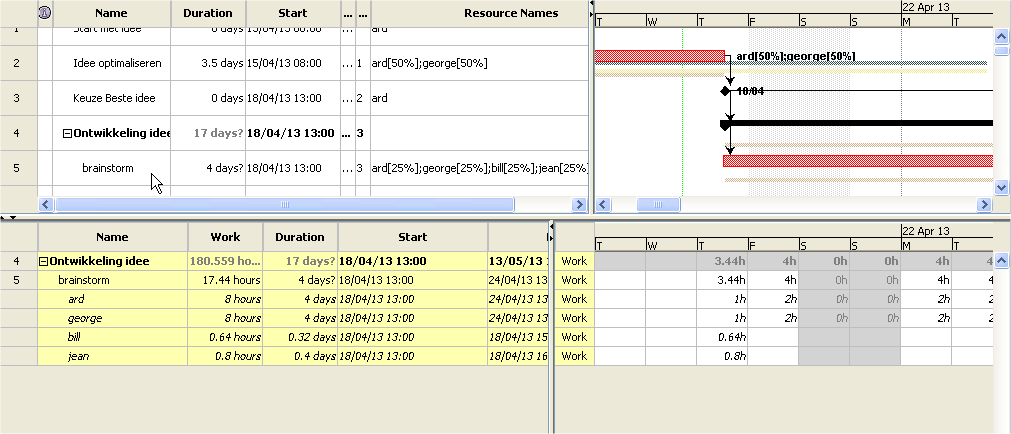 Name Duration Start ... ... Resource Names
1 Start met idee 0 days 15/04/13 08:00 ard
2 Idee optimaliseren 3.5 days 15/04/13 08:00 ... 1 ard[50%];george[50%]
3 Keuze Beste idee 0 days 18/04/13 13:00 ... 2 ard
4 Ontwikkeling idee 17 days? 18/04/13 13:00 ... 3
5 brainstorm 4 days? 18/04/13 13:00 ... 3 ard[25%];george[25%];bill[25%];jean[25%]
22 Apr 13
T W T F S S M T
ard[50%];george[50%]
18/04
Name Work Duration Start
4 Ontwikkeling idee 180.559 ho... 17 days? 18/04/13 13:00 13/05/13 1
5 brainstorm 17.44 hours 4 days? 18/04/13 13:00 24/04/13 13
ard 8 hours 4 days 18/04/13 13:00 24/04/13 13
george 8 hours 4 days 18/04/13 13:00 24/04/13 13
bill 0.64 hours 0.32 days 18/04/13 13:00 18/04/13 15
jean 0.8 hours 0.4 days 18/04/13 13:00 18/04/13 16
22 Apr 13
T W T F S S M T
Work 3.44h 4h 0h 0h 4h 4
Work 3.44h 4h 0h 0h 4h 4
Work 1h 2h 0h 0h 2h 2
Work 1h 2h 0h 0h 2h 2
Work 0.64h
Work 0.8h